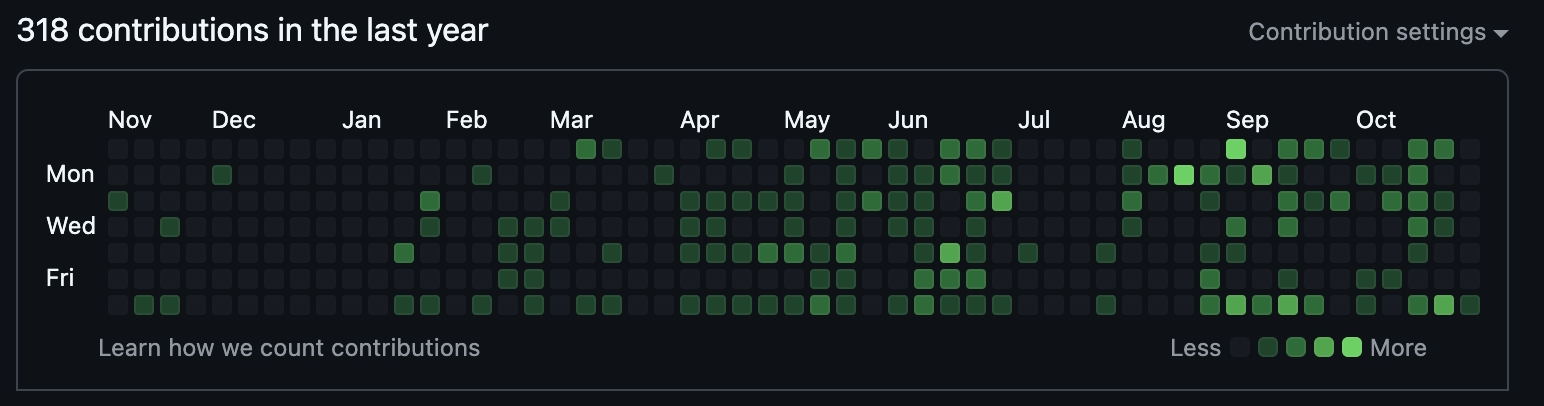 318 contributions in the last year
Contribution settings
Nov Dec Jan Feb Mar Apr May Jun Jul Aug Sep Oct
Mon
Wed
Fri
Learn how we count contributions
Less More